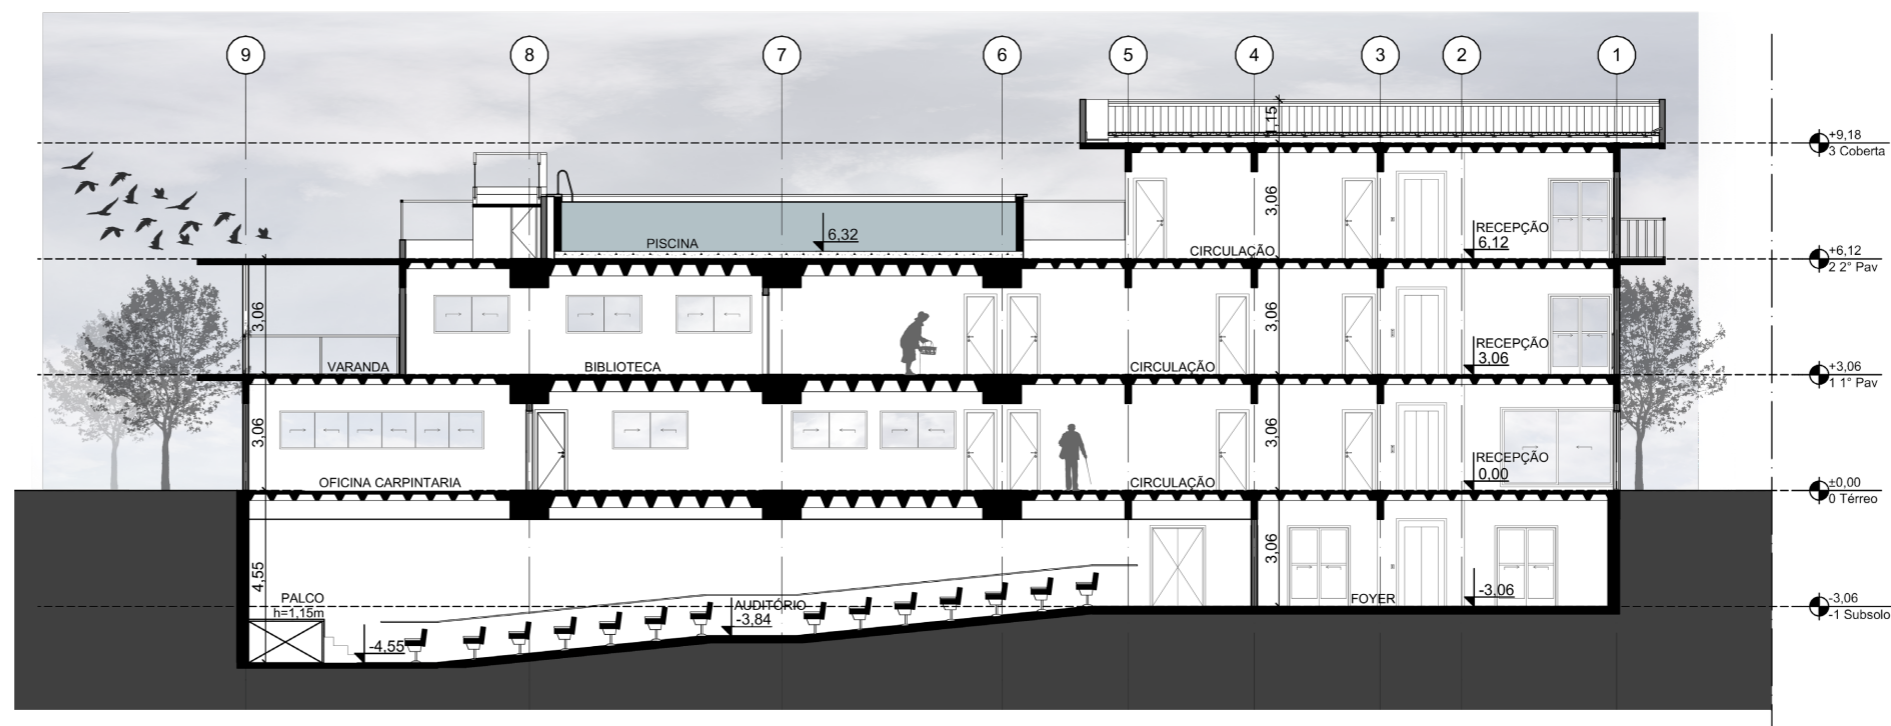 9 8 7 6 5 4 3 2 1
1,15
+9,18
3 Coberta
3,06
6,32
PISCINA
RECEPÇÃO
6,12
CIRCULAÇÃO
+6,12
2 2° Pav
3,06
3,06
RECEPÇÃO
3,06
VARANDA
BIBLIOTECA
CIRCULAÇÃO
+3,06
1 1° Pav
3,06
3,06
RECEPÇÃO
0,00
OFICINA CARPINTARIA
CIRCULAÇÃO
±0,00
0 Térreo
4,55
3,06
PALCO
h=1,15m
AUDITÓRIO
-3,84
FOYER
-3,06
-3,06
-1 Subsolo
-4,55